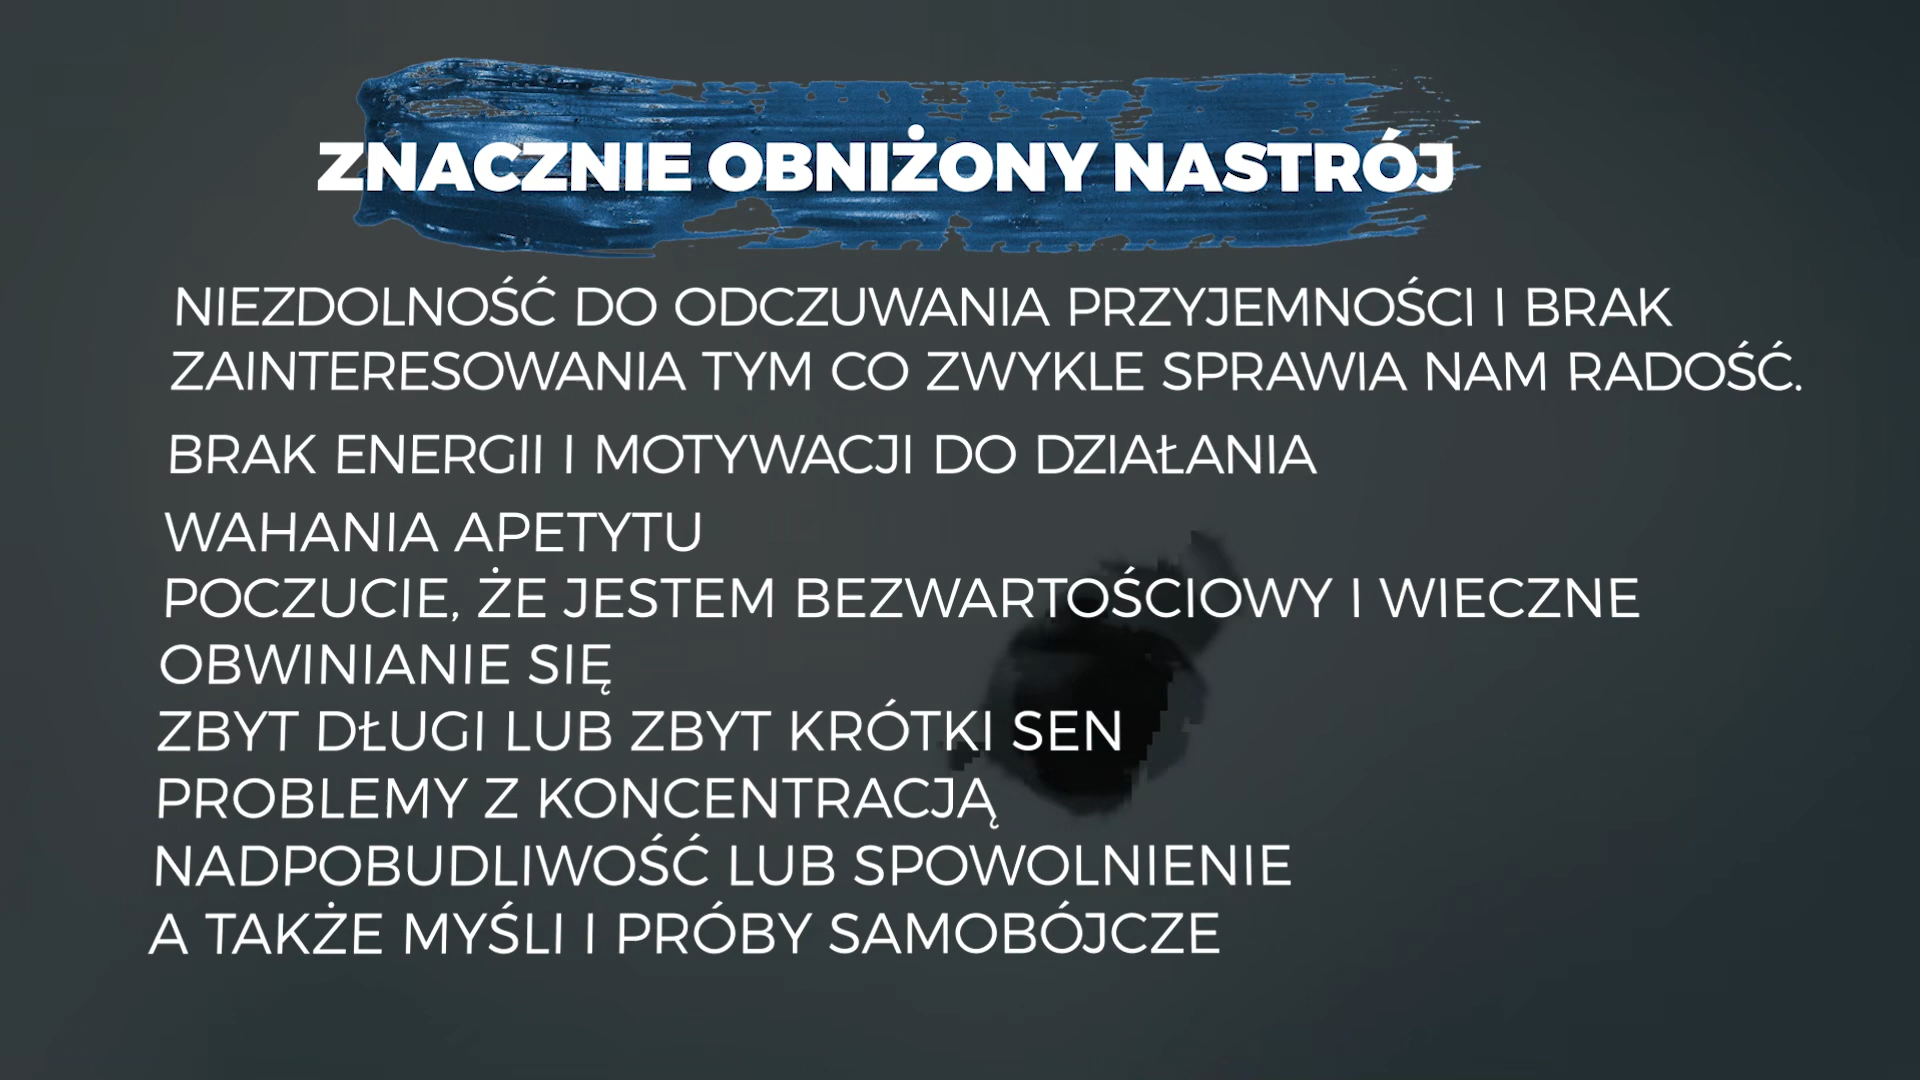 ZNACZNIE OBNIŻONY NASTRÓJ
NIEZDOLNOŚĆ DO ODCZUWANIA PRZYJEMNOŚCI I BRAK
ZAINTERESOWANIA TYM CO ZWYKLE SPRAWIA NAM RADOŚĆ.
BRAK ENERGII I MOTYWACJI DO DZIAŁANIA
WAHANIA APETYTU
POCZUCIE, ŻE JESTEM BEZWARTOŚCIOWY I WIECZNE
OBWINIANIE SIĘ
ZBYT DŁUGI LUB ZBYT KRÓTKI SEN
PROBLEMY Z KONCENTRACJĄ
NADPOBUDLIWOŚĆ LUB SPOWOLNIENIE
A TAKŻE MYŚLI I PRÓBY SAMOBÓJCZE